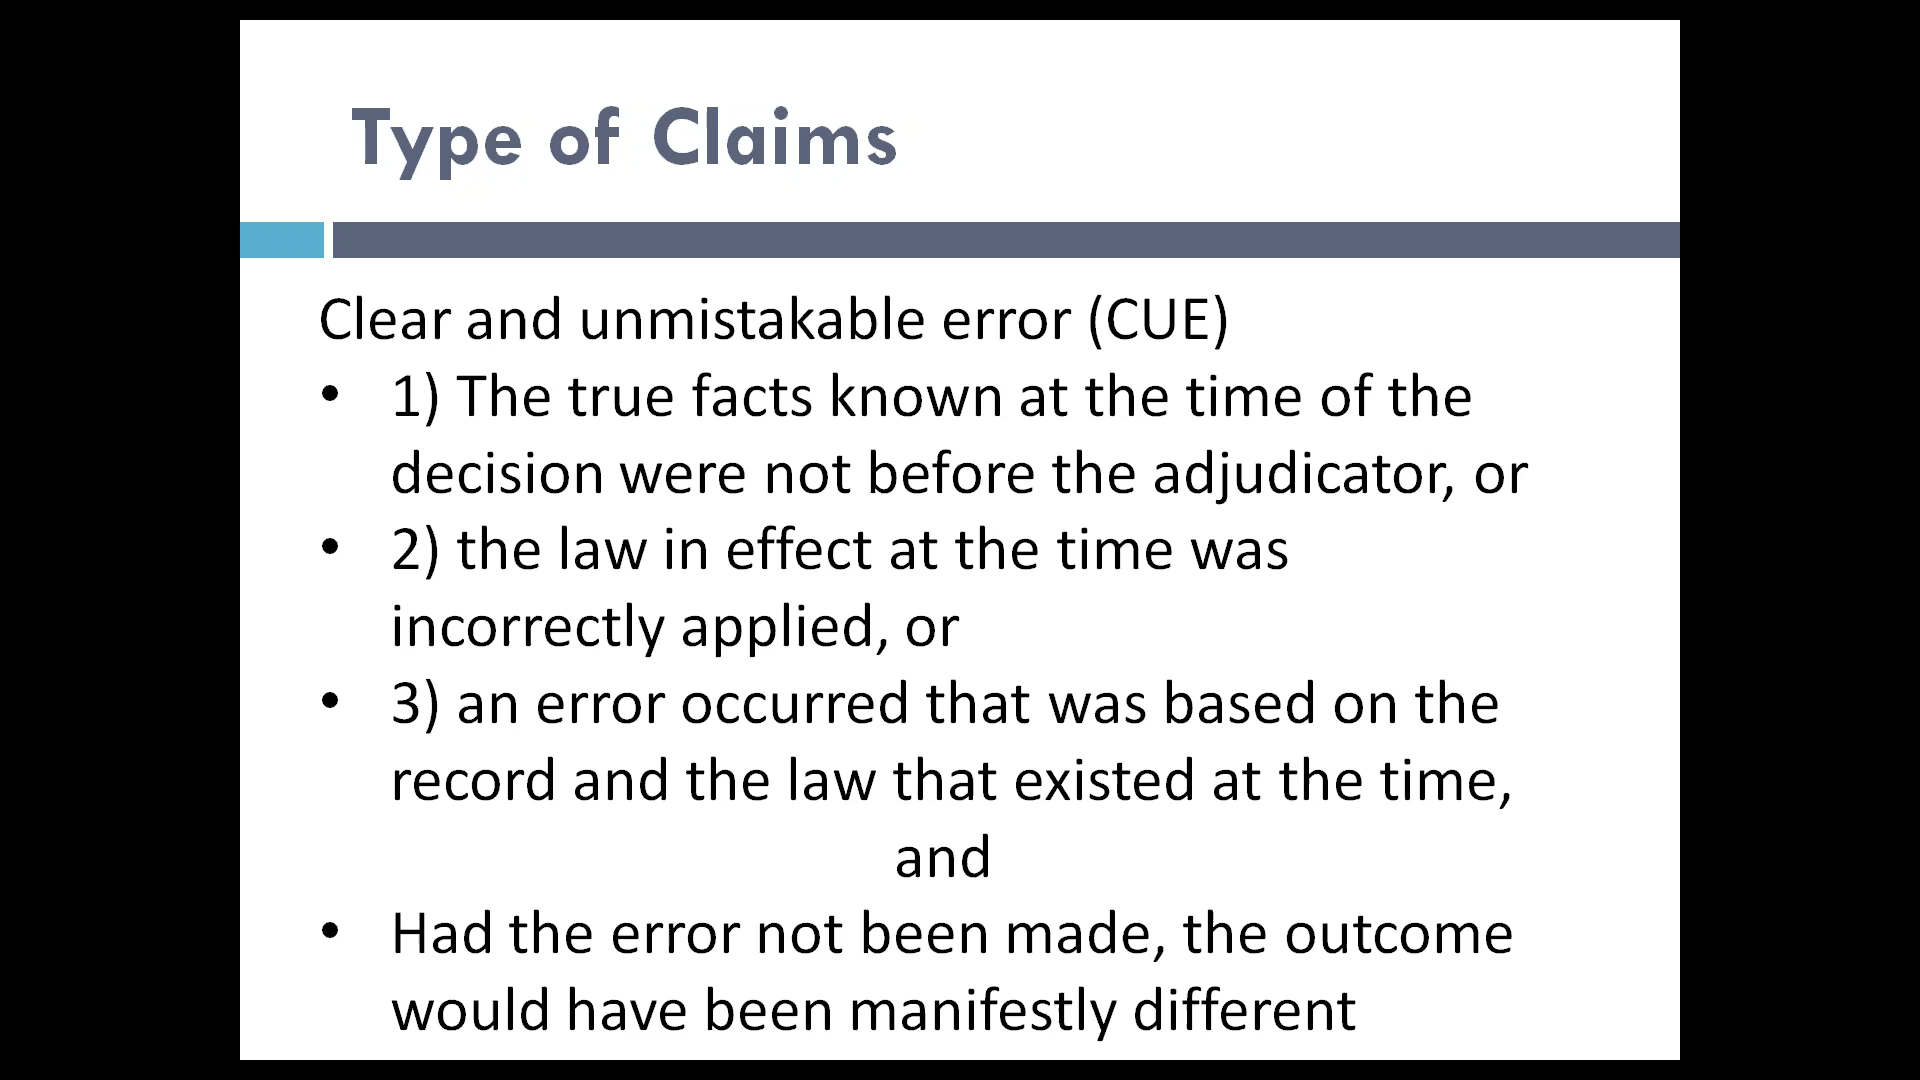 Type of Claims
Clear and unmistakable error (CUE)
• 1) The true facts known at the time of the
decision were not before the adjudicator, or
• 2) the law in effect at the time was
incorrectly applied, or
• 3) an error occurred that was based on the
record and the law that existed at the time,
and
• Had the error not been made, the outcome
would have been manifestly different